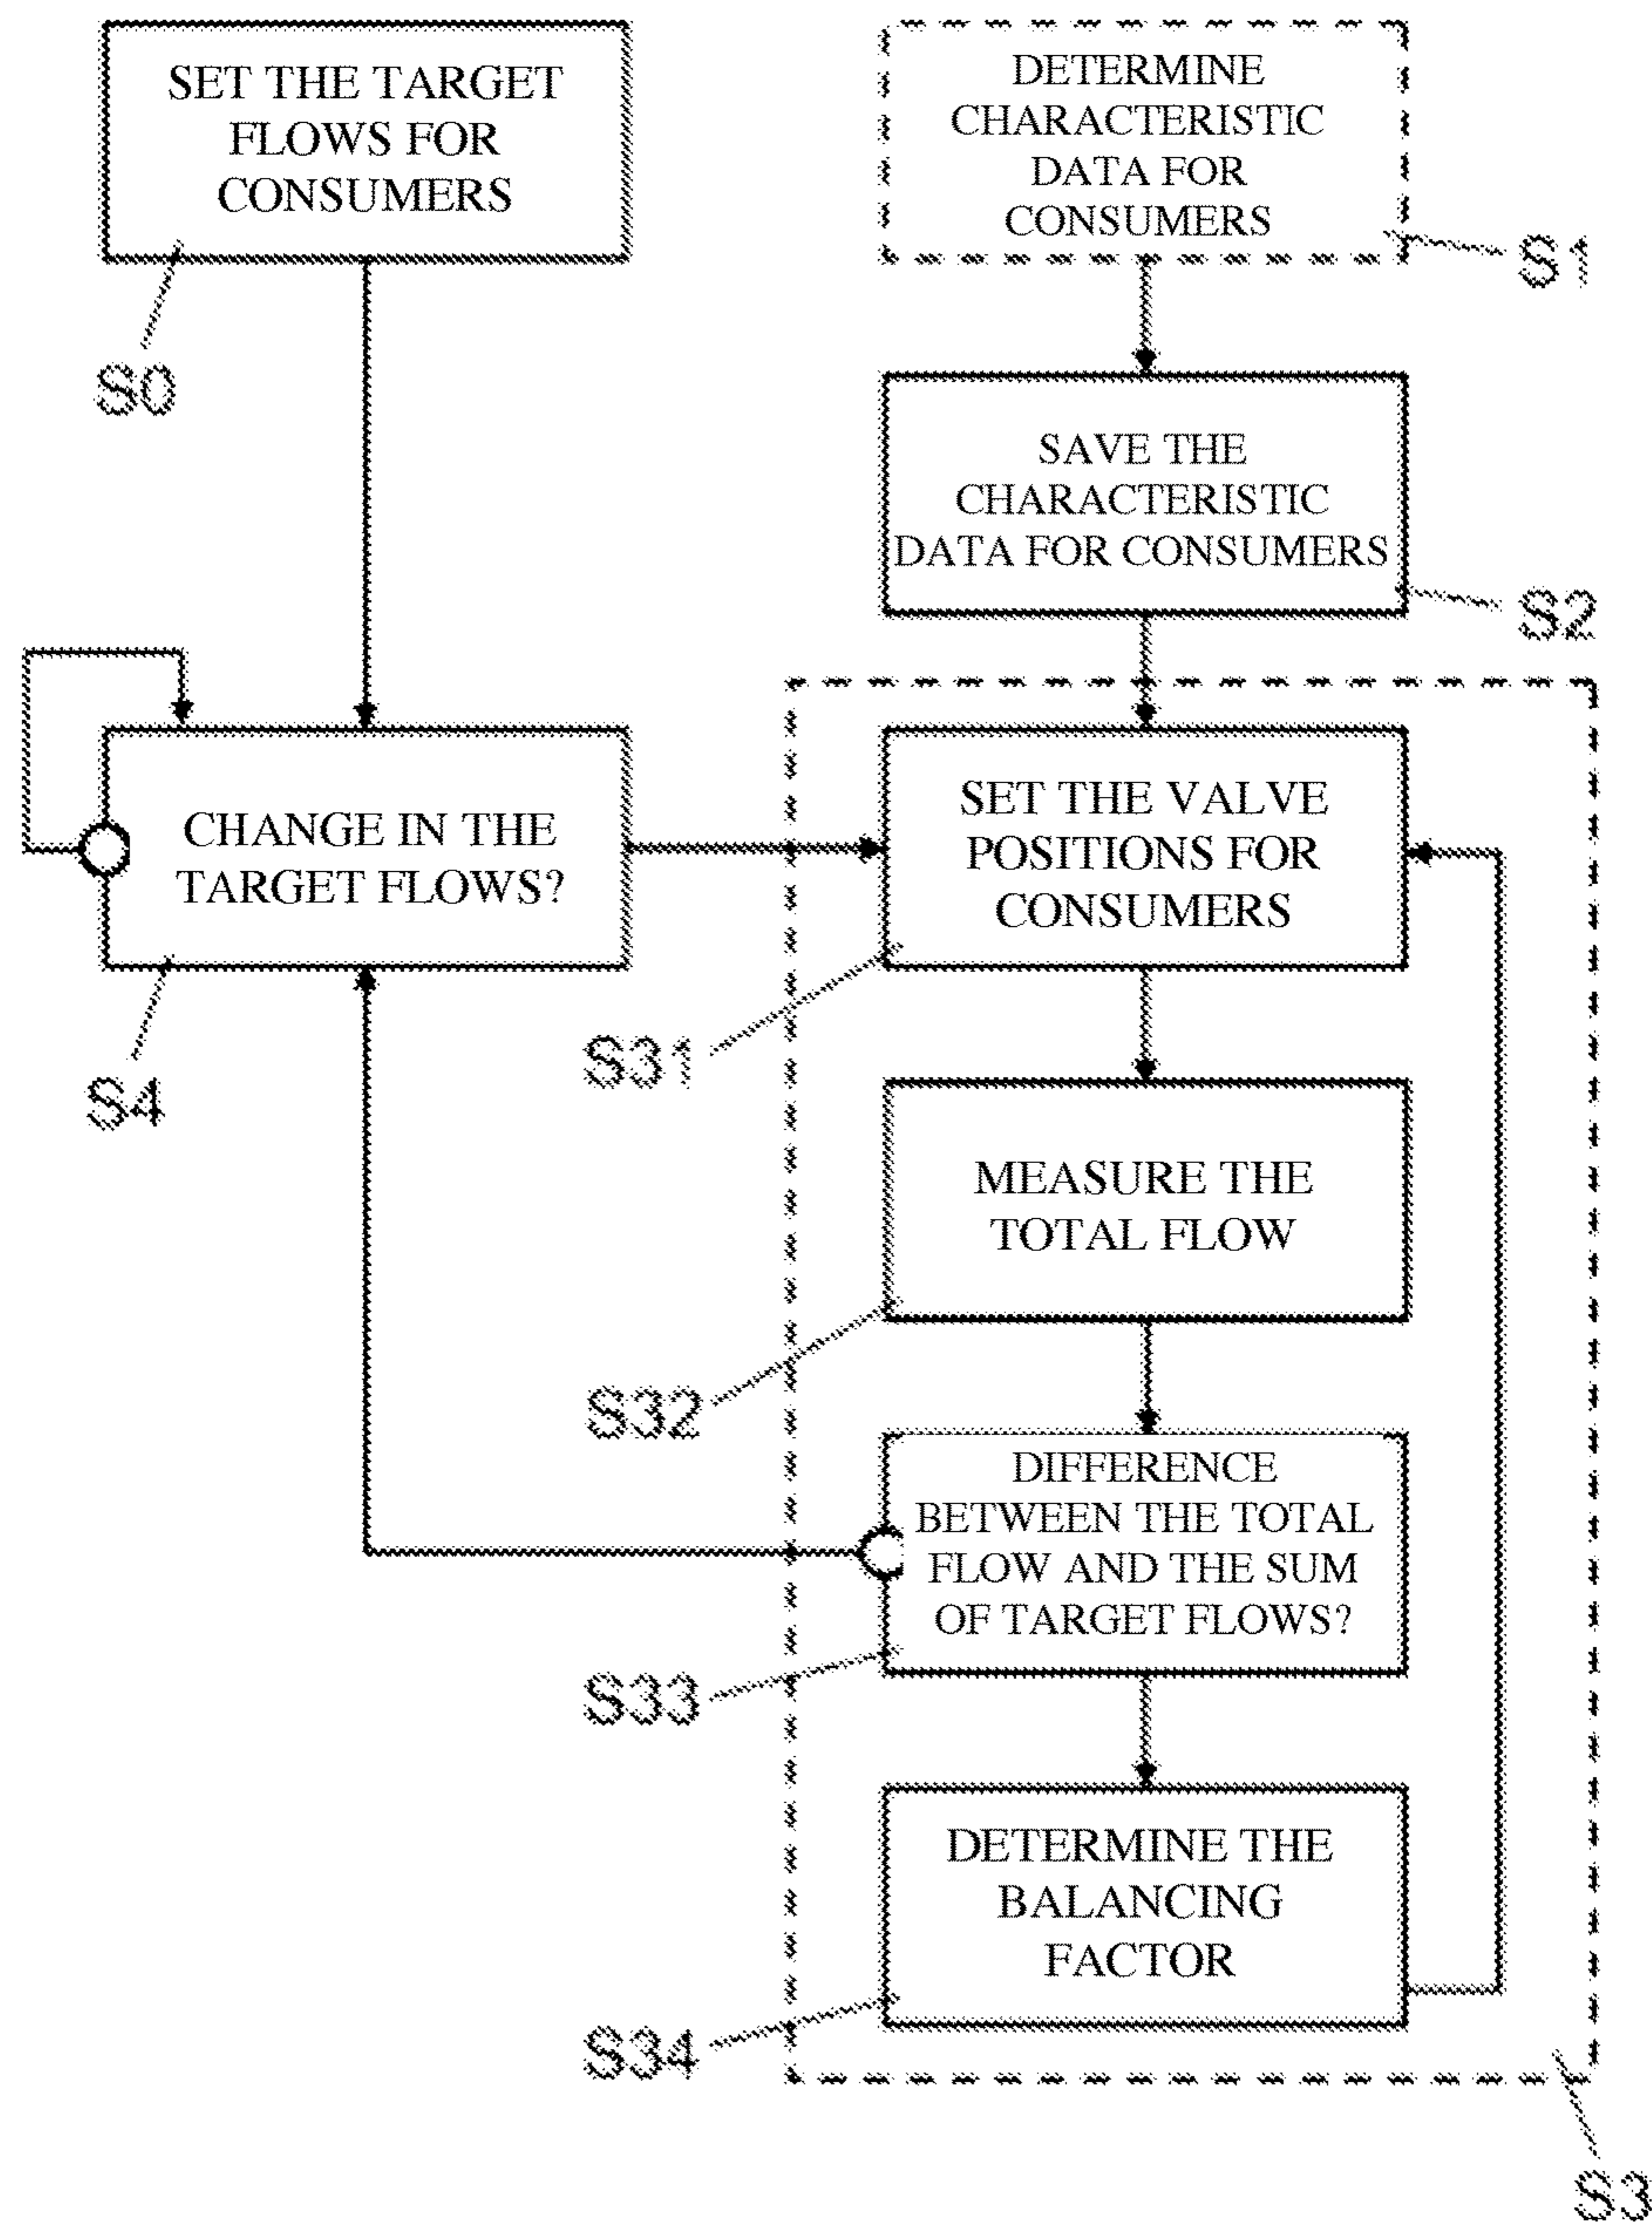 SET THE TARGET
FLOWS FOR
CONSUMERS
S0
DETERMINE
CHARACTERISTIC
DATA FOR
CONSUMERS
S1
SAVE THE
CHARACTERISTIC
DATA FOR CONSUMERS
S2
CHANGE IN THE
TARGET FLOWS?
S4
SET THE VALVE
POSITIONS FOR
CONSUMERS
S31
MEASURE THE
TOTAL FLOW
S32
DIFFERENCE
BETWEEN THE TOTAL
FLOW AND THE SUM
OF TARGET FLOWS?
S33
DETERMINE THE
BALANCING
FACTOR
S34
S3